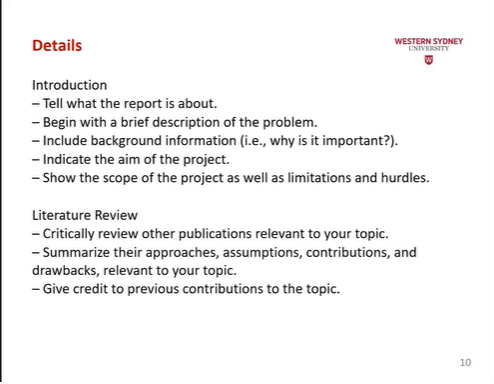 Details
WESTERN SYDNEY
UNIVERSITY
W
Introduction
– Tell what the report is about.
– Begin with a brief description of the problem.
– Include background information (i.e., why is it important?).
– Indicate the aim of the project.
– Show the scope of the project as well as limitations and hurdles.
Literature Review
– Critically review other publications relevant to your topic.
– Summarize their approaches, assumptions, contributions, and
drawbacks, relevant to your topic.
– Give credit to previous contributions to the topic.
10